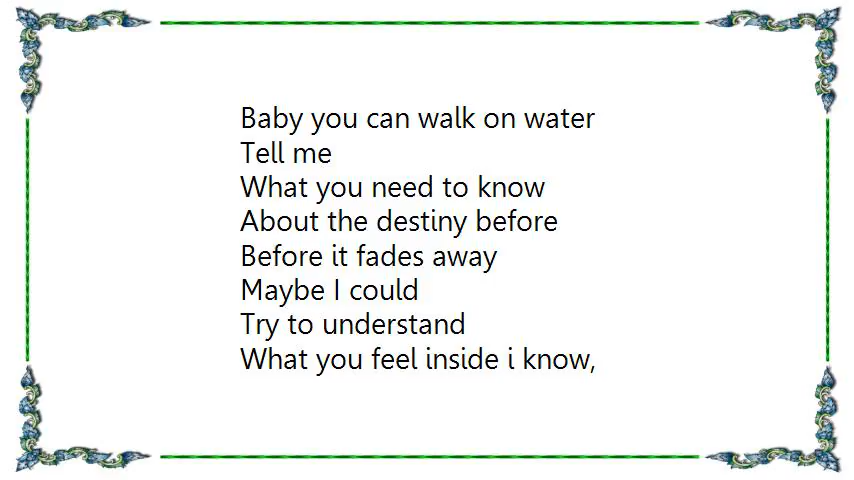 Baby you can walk on water
Tell me
What you need to know
About the destiny before
Before it fades away
Maybe I could
Try to understand
What you feel inside i know,